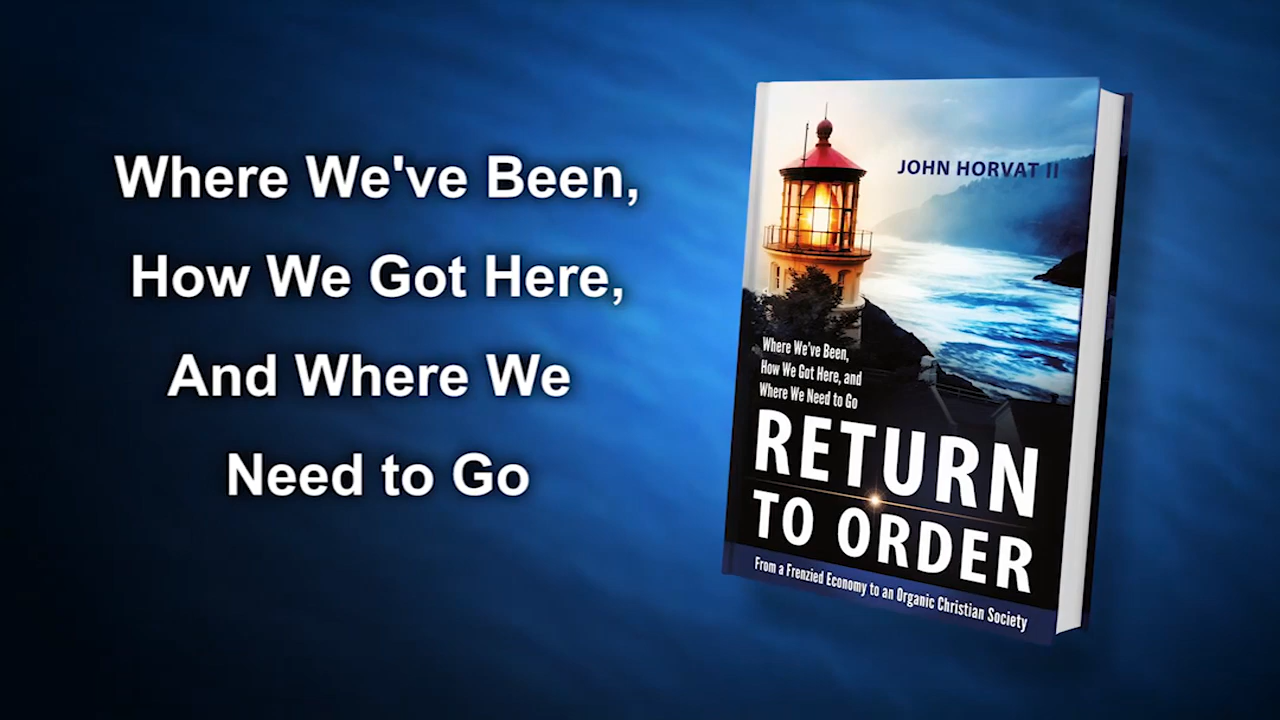 Where We've Been,
How We Got Here,
And Where We
Need to Go
JOHN HORVAT II
Where We've Been,
How We Got Here, and
Where We Need to Go
RETURN
TO ORDER
From a Frenzied Economy to an Organic Christian Society